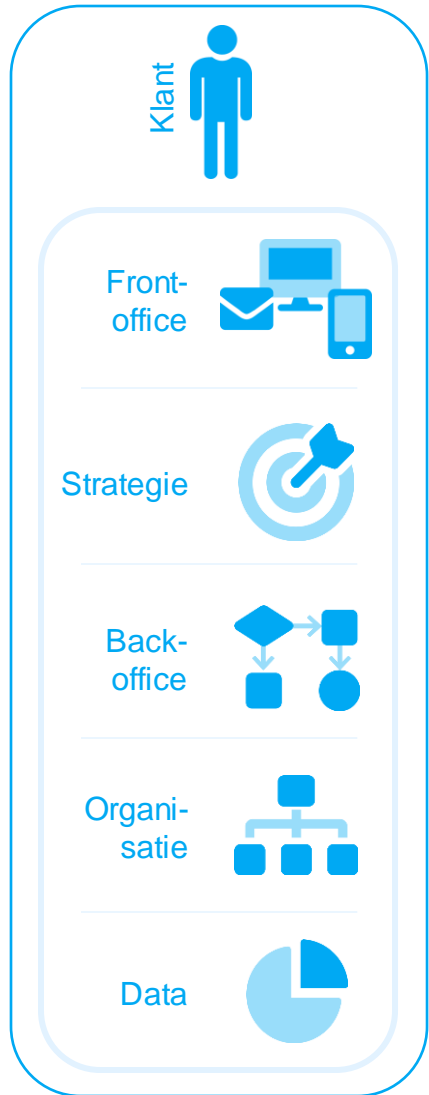 Klant
Front-
office
Strategie
Back-
office
Organi-
satie
Data